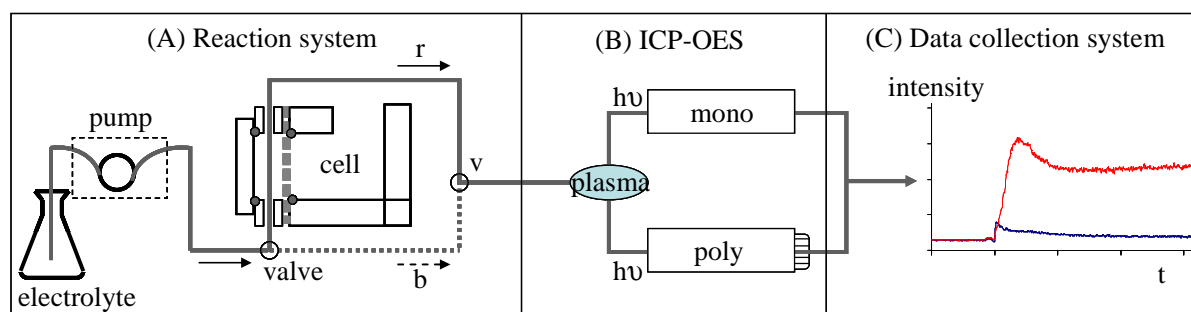 (A) Reaction system
r
pump
cell
v
electrolyte
valve
b
(B) ICP-OES
hυ
mono
plasma
hυ
poly
(C) Data collection system
intensity
t